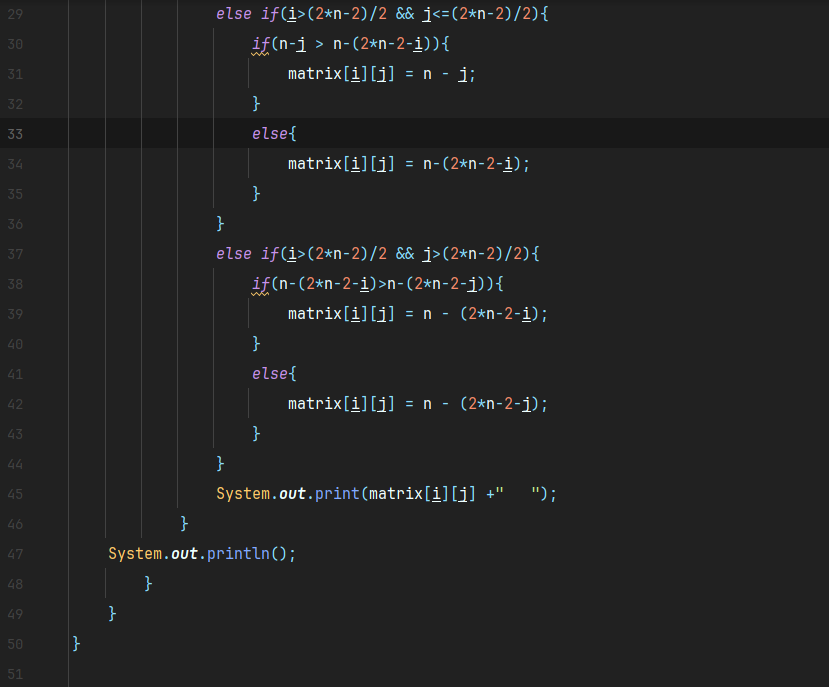 29 else if(i>(2*n-2)/2 && j<=(2*n-2)/2){
30 if(n-j > n-(2*n-2-i)){
31 matrix[i][j] = n - j;
32 }
33 else{
34 matrix[i][j] = n-(2*n-2-i);
35 }
36 }
37 else if(i>(2*n-2)/2 && j>(2*n-2)/2){
38 if(n-(2*n-2-i)>n-(2*n-2-j)){
39 matrix[i][j] = n - (2*n-2-i);
40 }
41 else{
42 matrix[i][j] = n - (2*n-2-j);
43 }
44 }
45 System.out.print(matrix[i][j] +"   ");
46 }
47 System.out.println();
48 }
49 }
50 }
51